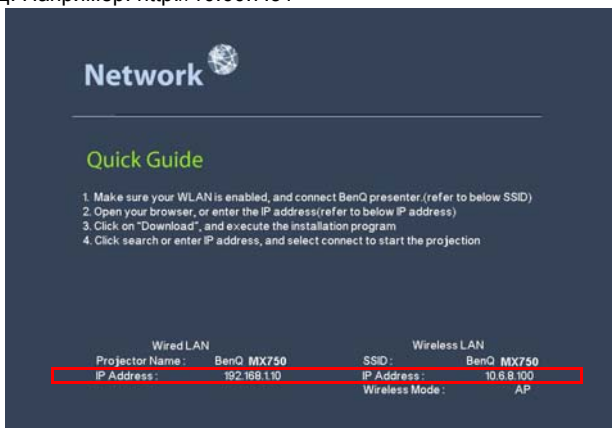 Например:
Network
Quick Guide
1. Make sure your WLAN is enabled, and connect BenQ presenter.(refer to below SSID)
2. Open your browser, or enter the IP address(refer to below IP address)
3. Click on "Download", and execute the installation program
4. Click search or enter IP address, and select connect to start the projection
Wired LAN Wireless LAN
Projector Name : BenQ MX750 SSID : BenQ MX750
IP Address : 192.168.1.10 IP Address : 10.6.8.100
Wireless Mode : AP